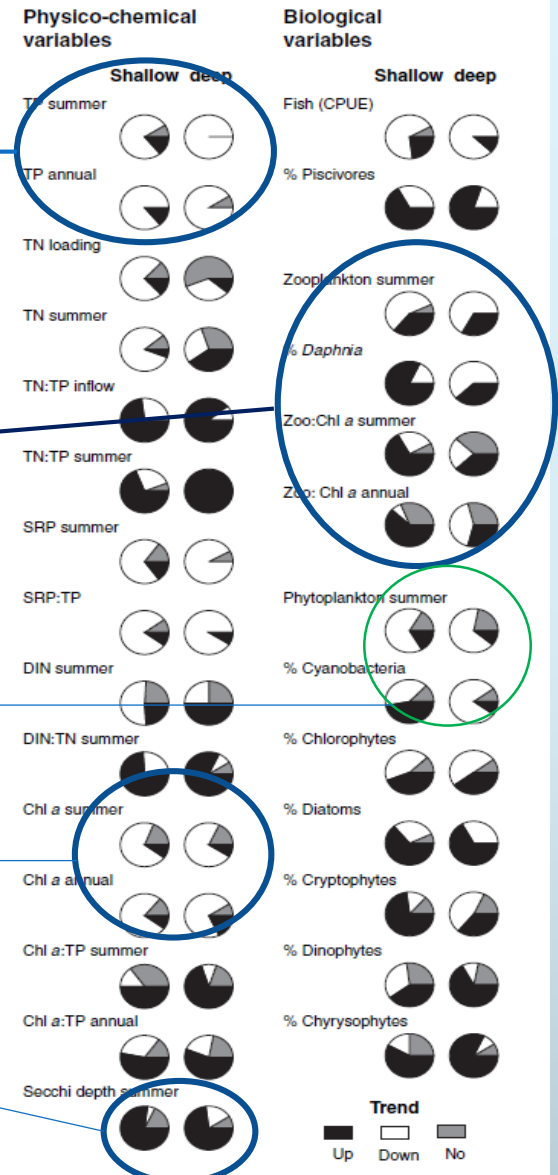 Physico-chemical
variables
Shallow deep
TP summer
TP annual
TN loading
TN summer
TN:TP inflow
TN:TP summer
SRP summer
SRP:TP
DIN summer
DIN:TN summer
Chl a summer
Chl a annual
Chl a:TP summer
Chl a:TP annual
Secchi depth summer
Biological
variables
Shallow deep
Fish (CPUE)
% Piscivores
Zooplankton summer
% Daphnia
Zoo:Chl a summer
Zoo: Chl a annual
Phytoplankton summer
% Cyanobacteria
% Chlorophytes
% Diatoms
% Cryptophytes
% Dinophytes
% Chyrysophytes
Trend
Up Down No